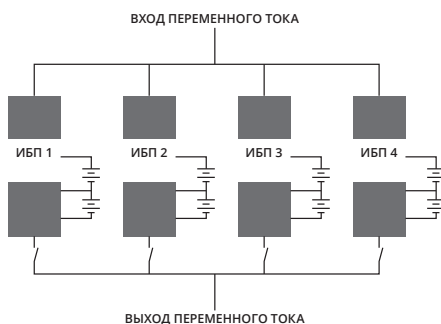 ВХОД ПЕРЕМЕННОГО ТОКА
ИБП 1 ИБП 2 ИБП 3 ИБП 4
ВЫХОД ПЕРЕМЕННОГО ТОКА